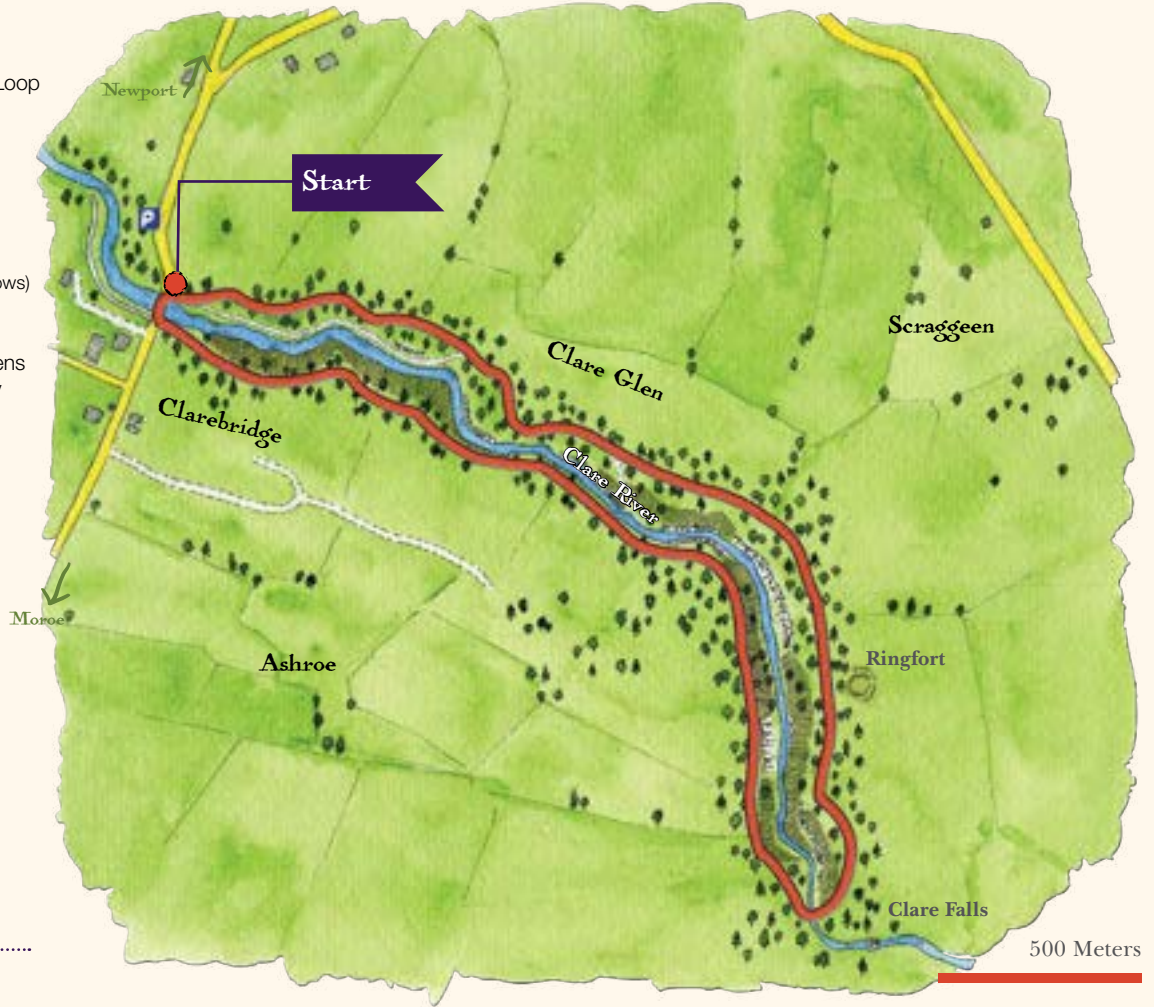 Loop
Newport
Start
P
ows)
Scraggeen
ens
Clare Glen
Clarebridge
Clare River
Moroe
Ashroe
Ringfort
Clare Falls
500 Meters